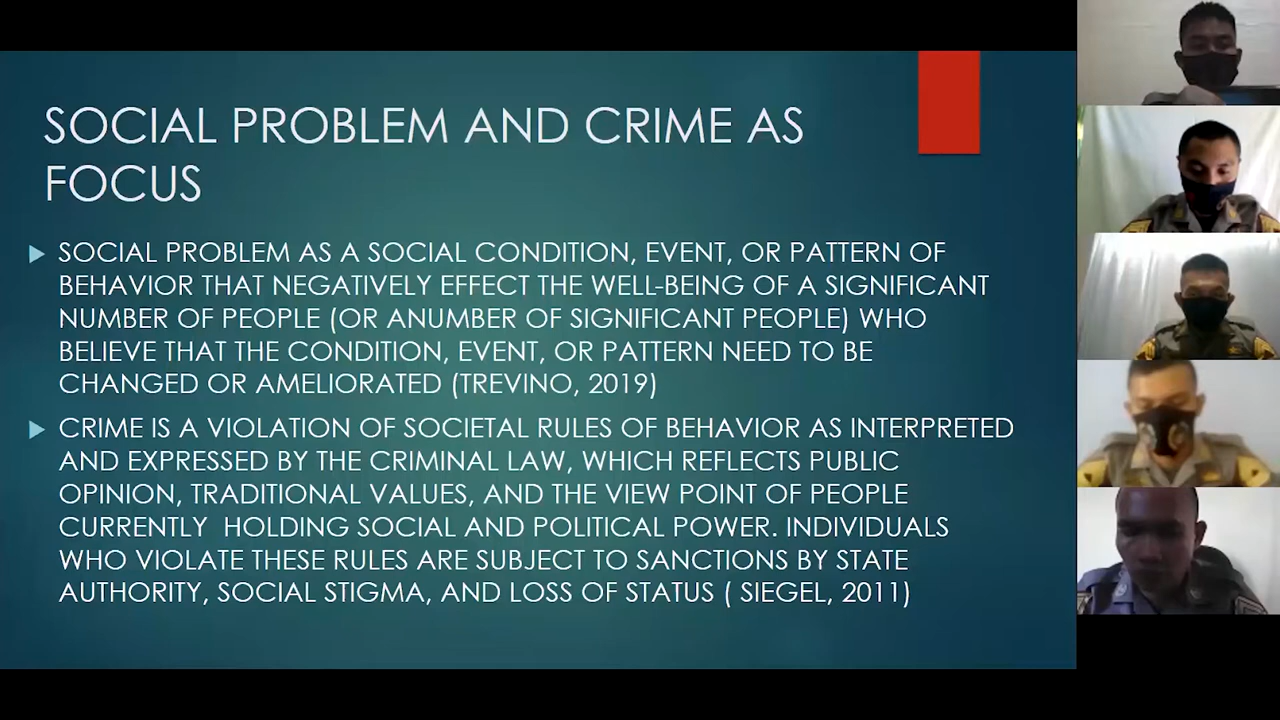 SOCIAL PROBLEM AND CRIME AS
FOCUS
SOCIAL PROBLEM AS A SOCIAL CONDITION, EVENT, OR PATTERN OF
BEHAVIOR THAT NEGATIVELY EFFECT THE WELL-BEING OF A SIGNIFICANT
NUMBER OF PEOPLE (OR ANUMBER OF SIGNIFICANT PEOPLE) WHO
BELIEVE THAT THE CONDITION, EVENT, OR PATTERN NEED TO BE
CHANGED OR AMELIORATED (TREVINO, 2019)
CRIME IS A VIOLATION OF SOCIETAL RULES OF BEHAVIOR AS INTERPRETED
AND EXPRESSED BY THE CRIMINAL LAW, WHICH REFLECTS PUBLIC
OPINION, TRADITIONAL VALUES, AND THE VIEW POINT OF PEOPLE
CURRENTLY  HOLDING SOCIAL AND POLITICAL POWER. INDIVIDUALS
WHO VIOLATE THESE RULES ARE SUBJECT TO SANCTIONS BY STATE
AUTHORITY, SOCIAL STIGMA, AND LOSS OF STATUS ( SIEGEL, 2011)